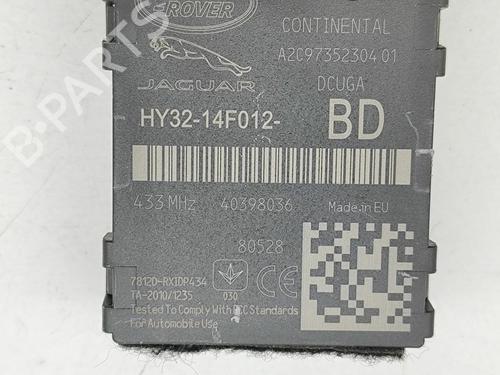 ROVER
CONTINENTAL
A2C97352304 01
JAGUAR
DCUGA
HY32-14F012-
BD
433 MHz
40398036
Made in EU
80528
7812D-RXIDP434
TA-2010/1235
030
CE
Tested To Comply With FCC Standards
For Automobile Use
B-PARTS